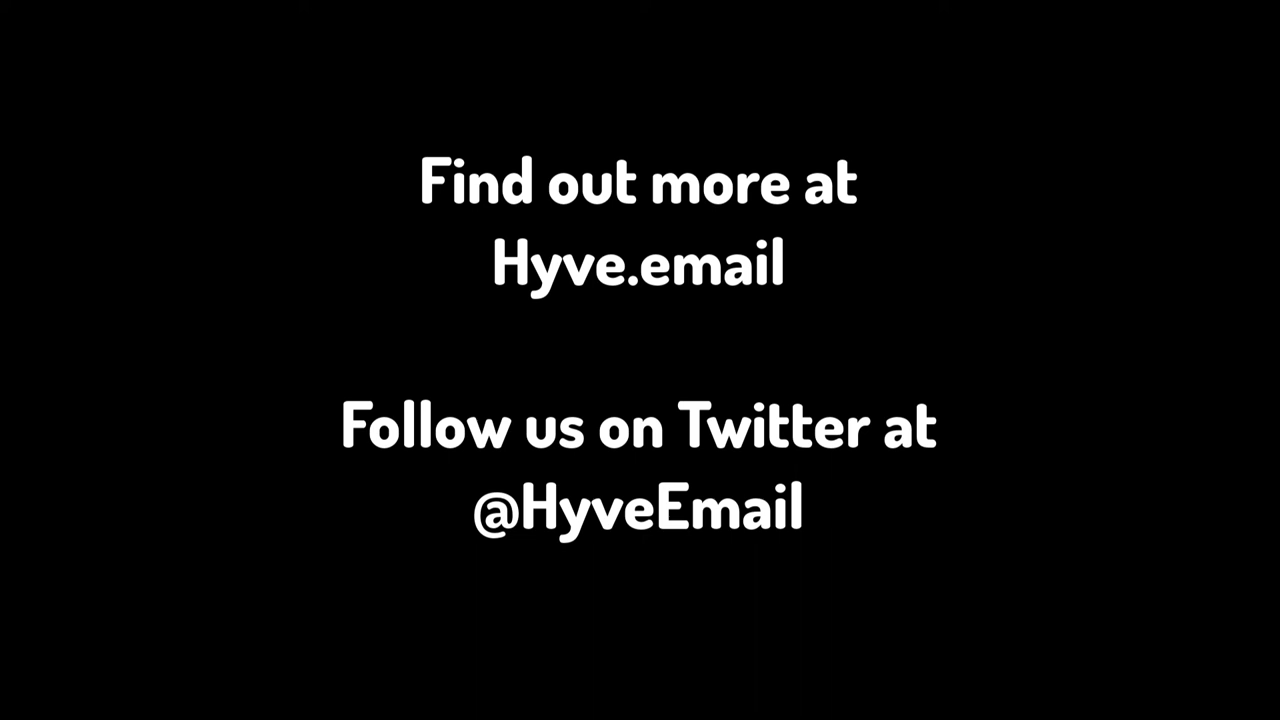 Find out more at
Hyve.email
Follow us on Twitter at
@HyveEmail